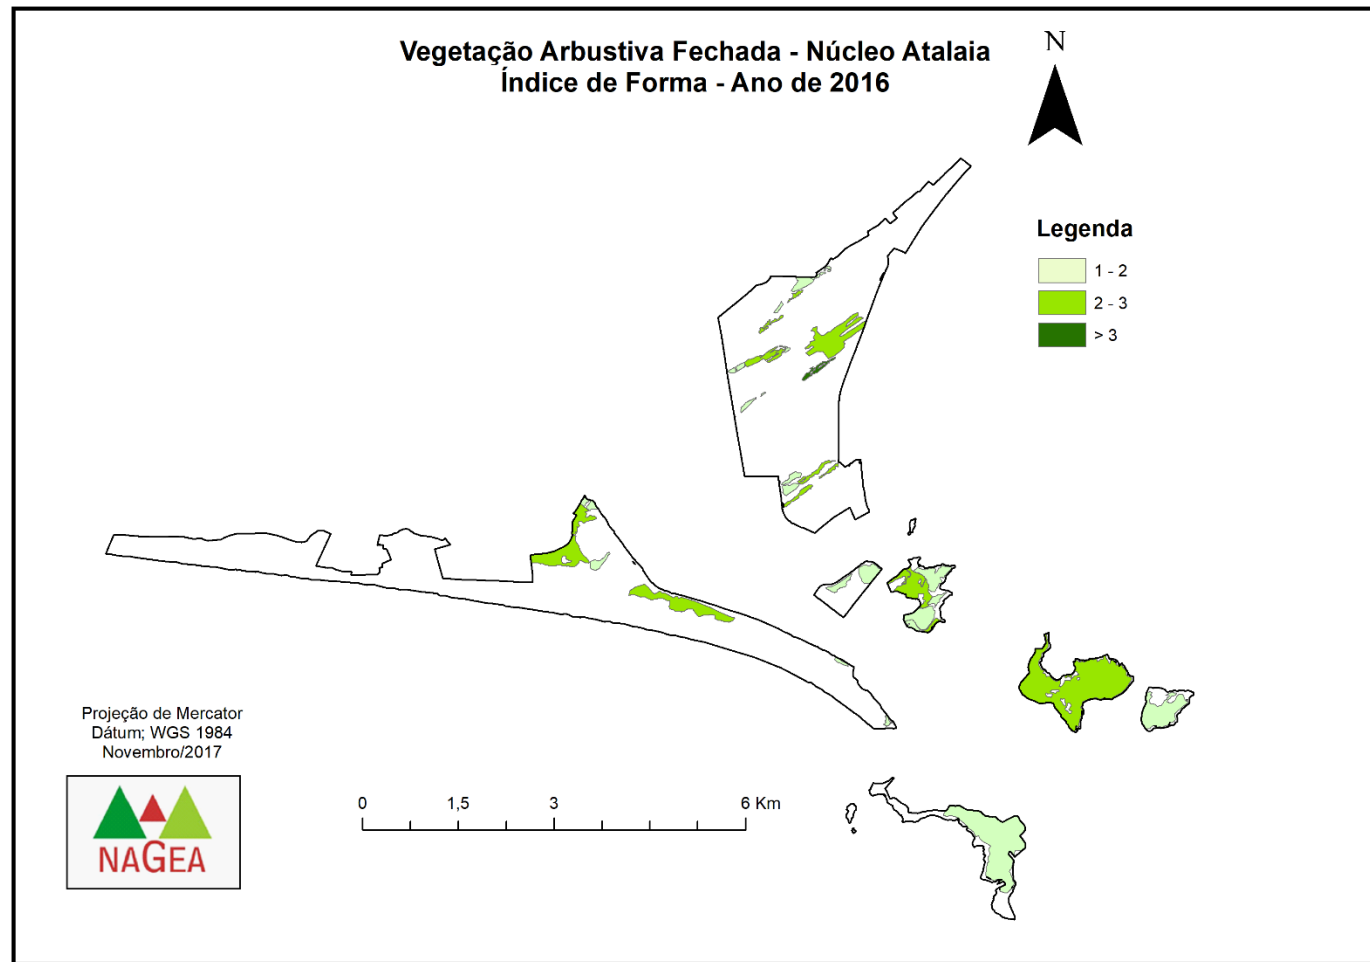 Vegetação Arbustiva Fechada - Núcleo Atalaia
Índice de Forma - Ano de 2016
N
Legenda
1 - 2
2 - 3
> 3
Projeção de Mercator
Dátum; WGS 1984
Novembro/2017
NAGEA
0 1,5 3 6 Km